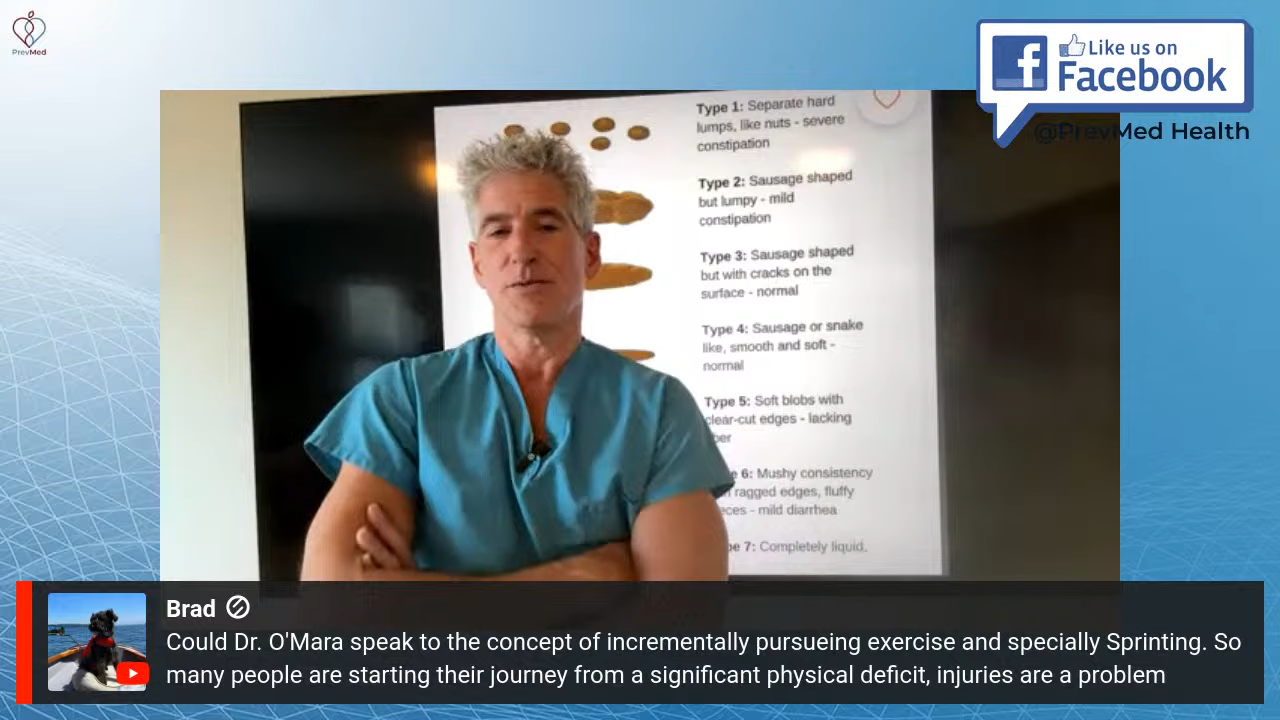 PrevMed
Like us on
Facebook
@PrevMed Health
Type 1: Separate hard
lumps, like nuts - severe
constipation
Type 2: Sausage shaped
but lumpy - mild
constipation
Type 3: Sausage shaped
but with cracks on the
surface - normal
Type 4: Sausage or snake
like, smooth and soft -
normal
Type 5: Soft blobs with
clear-cut edges - lacking
6: Mushy consistency
ragged edges, fluffy
- mild diarrhea
7: Completely liquid.
Brad
Could Dr. O'Mara speak to the concept of incrementally pursueing exercise and specially Sprinting. So
many people are starting their journey from a significant physical deficit, injuries are a problem